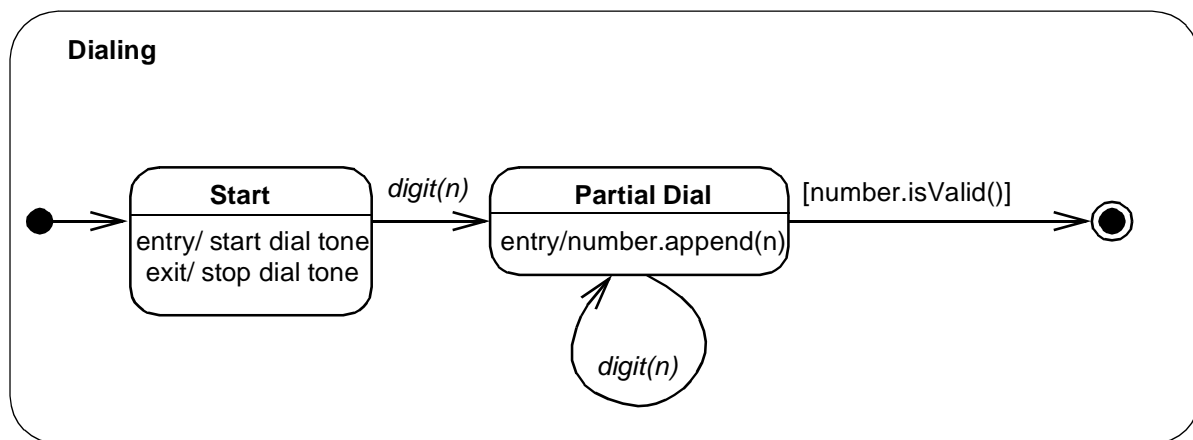 Dialing
Start
entry/ start dial tone
exit/ stop dial tone
digit(n)
Partial Dial
entry/number.append(n)
digit(n)
[number.isValid()]